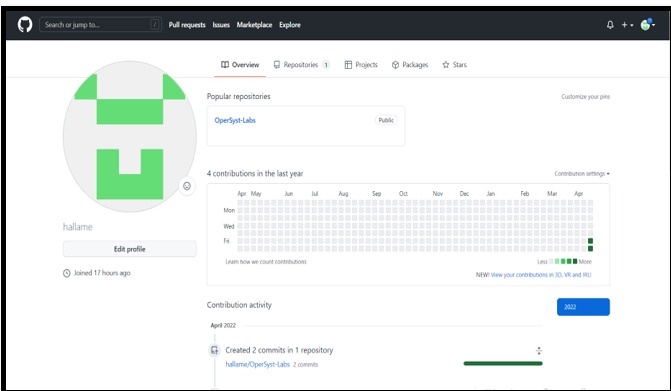 Search or jump to... / Pull requests Issues Marketplace Explore
Overview Repositories 1 Projects Packages Stars
Popular repositories Customize your pins
OperSyst-Labs Public
4 contributions in the last year Contribution settings
Apr May Jun Jul Aug Sep Oct Nov Dec Jan Feb Mar Apr
Mon
Wed
Fri
Learn how we count contributions Less More
NEW! View your contributions in 3D, VR and IRL!
hallame
Edit profile
Joined 17 hours ago
Contribution activity 2022
April 2022
Created 2 commits in 1 repository
hallame/OperSyst-Labs 2 commits